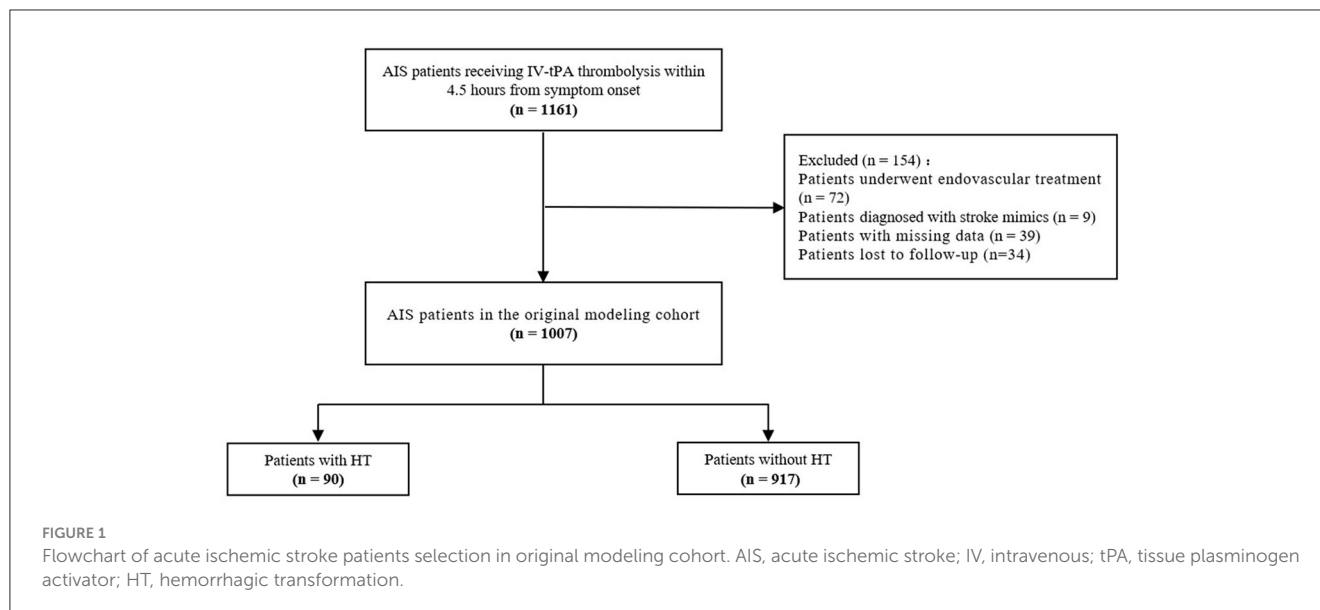 AIS patients receiving IV-tPA thrombolysis within
4.5 hours from symptom onset
(n = 1161)
Excluded (n = 154) :
Patients underwent endovascular treatment
(n = 72)
Patients diagnosed with stroke mimics (n = 9)
Patients with missing data (n = 39)
Patients lost to follow-up (n=34)
AIS patients in the original modeling cohort
(n = 1007)
Patients with HT
(n = 90)
Patients without HT
(n = 917)
FIGURE 1
Flowchart of acute ischemic stroke patients selection in original modeling cohort. AIS, acute ischemic stroke; IV, intravenous; tPA, tissue plasminogen
activator; HT, hemorrhagic transformation.